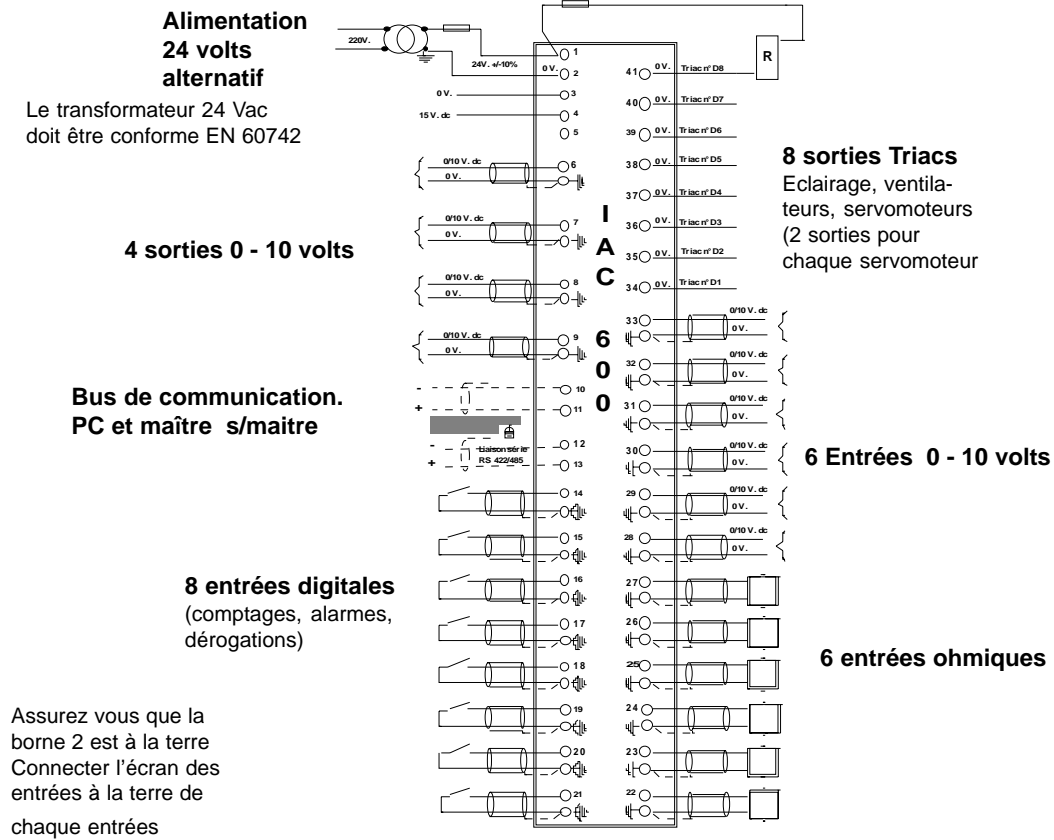 Alimentation
24 volts
alternatif
Le transformateur 24 Vac
doit être conforme EN 60742
220V.
24V. +/-10%
0 V.
1
2
0 V.
3
15 V. dc
4
5
0/10 V. dc
6
0 V.
4 sorties 0 - 10 volts
0/10 V. dc
7
0 V.
0/10 V. dc
8
0 V.
0/10 V. dc
9
0 V.
Bus de communication.
PC et maître s/maitre
-
10
+
11
-
12
Liaison série
RS 422/485
+
13
14
15
8 entrées digitales
(comptages, alarmes,
dérogations)
16
17
18
19
20
21
Assurez vous que la
borne 2 est à la terre
Connecter l’écran des
entrées à la terre de
chaque entrées
I
A
C
6
0
0
R
41 0 V. Triac n° D8
40 0 V. Triac n° D7
39 0 V. Triac n° D6
38 0 V. Triac n° D5
37 0 V. Triac n° D4
36 0 V. Triac n° D3
35 0 V. Triac n° D2
34 0 V. Triac n° D1
8 sorties Triacs
Eclairage, ventila-
teurs, servomoteurs
(2 sorties pour
chaque servomoteur
33
0/10 V. dc
0 V.
32
0/10 V. dc
0 V.
31
0/10 V. dc
0 V.
30
0/10 V. dc
0 V.
29
0/10 V. dc
0 V.
28
0/10 V. dc
0 V.
6 Entrées 0 - 10 volts
27
26
25
24
23
22
6 entrées ohmiques